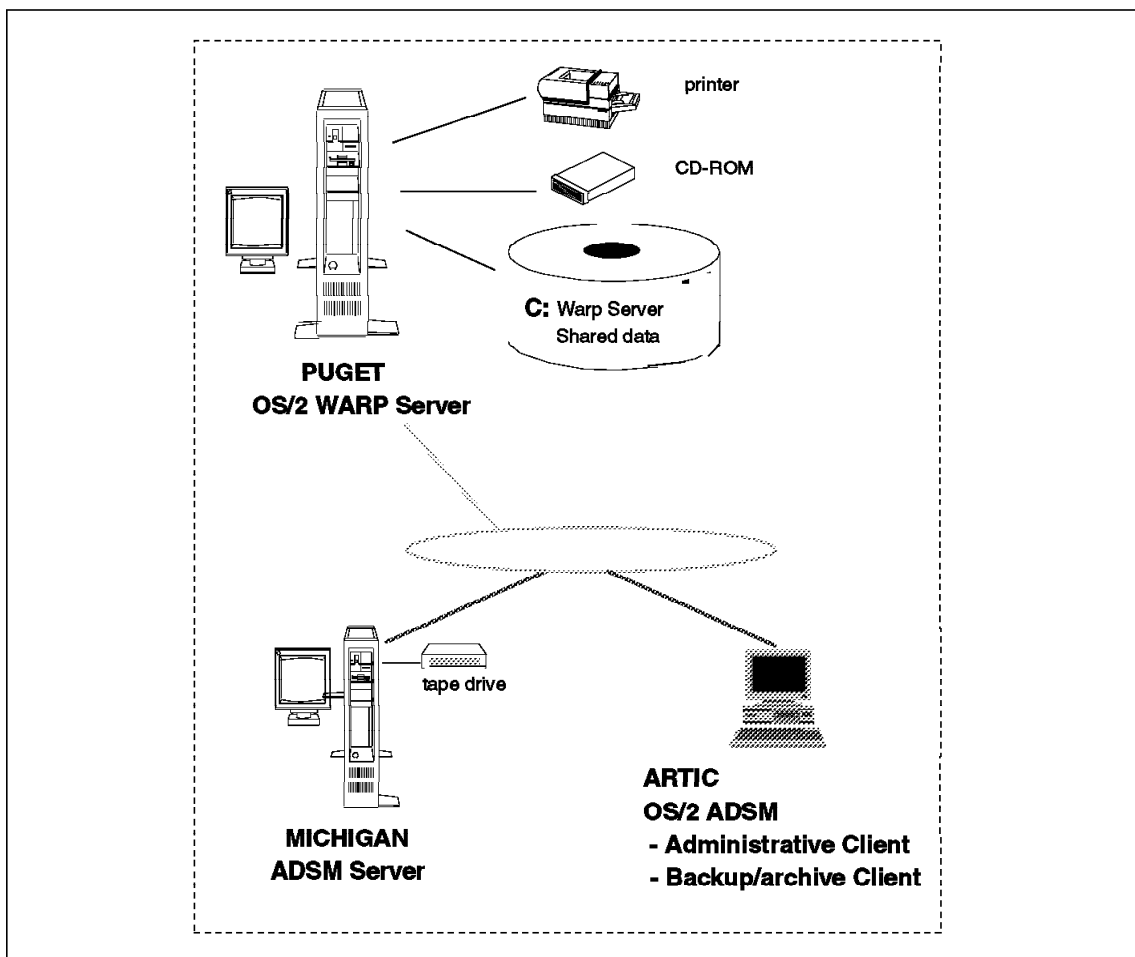 printer
CD-ROM
C: Warp Server
Shared data
PUGET
OS/2 WARP Server
tape drive
MICHIGAN
ADSM Server
ARTIC
OS/2 ADSM
- Administrative Client
- Backup/archive Client